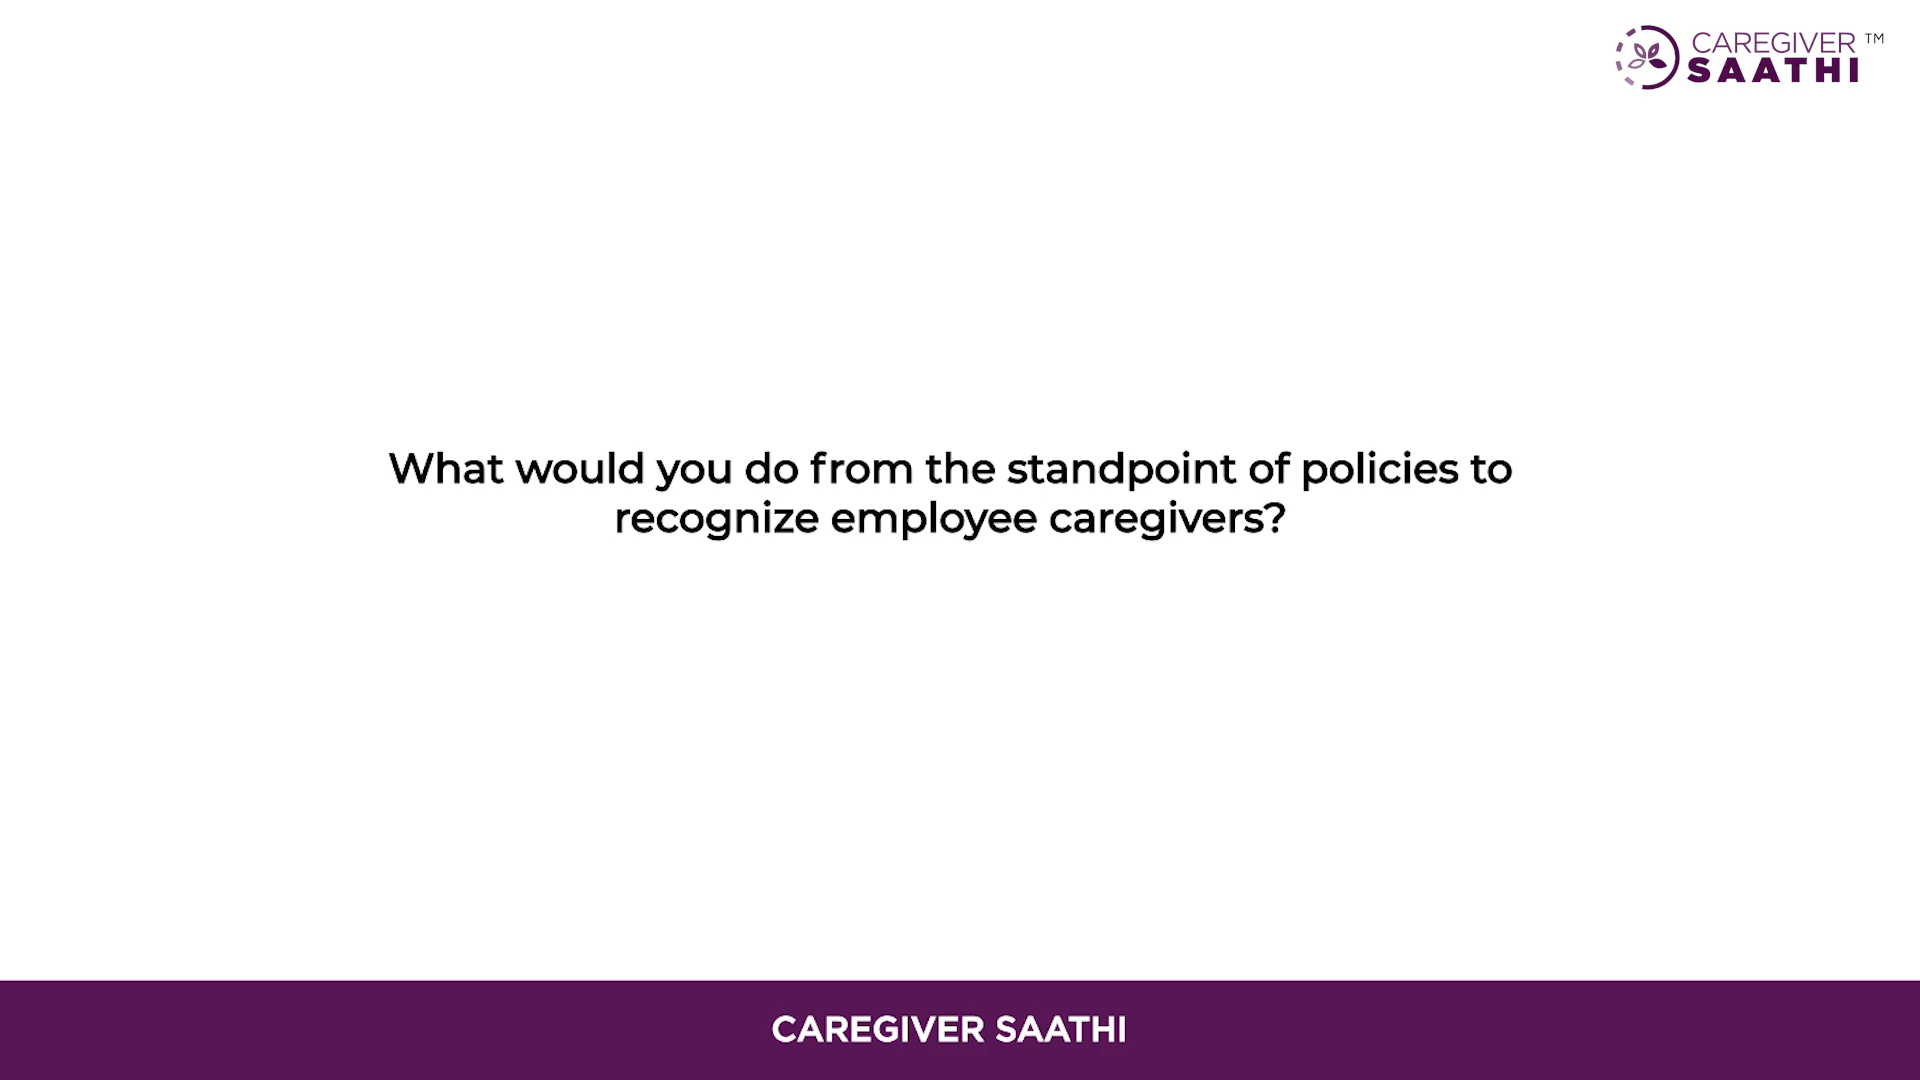 CAREGIVER TM
SAATHI
What would you do from the standpoint of policies to
recognize employee caregivers?
CAREGIVER SAATHI